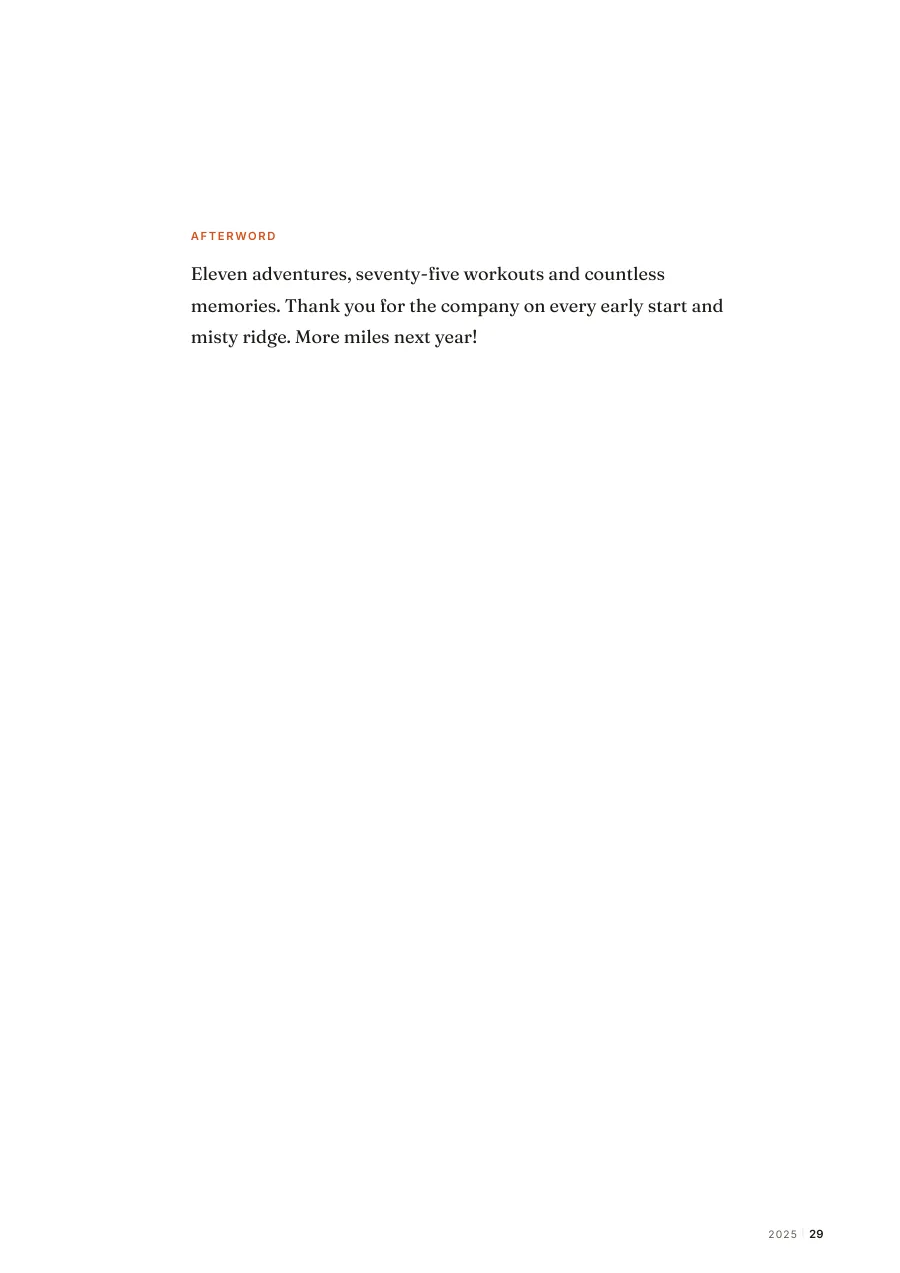 AFTERWORD
Eleven adventures, seventy-five workouts and countless
memories. Thank you for the company on every early start and
misty ridge. More miles next year!
2025 | 29